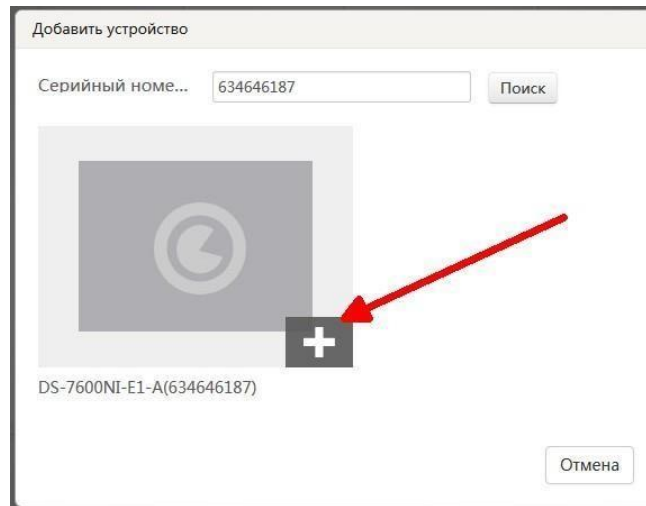 Добавить устройство
Серийный номе... 634646187 Поиск
DS-7600NI-E1-A(634646187)
Отмена